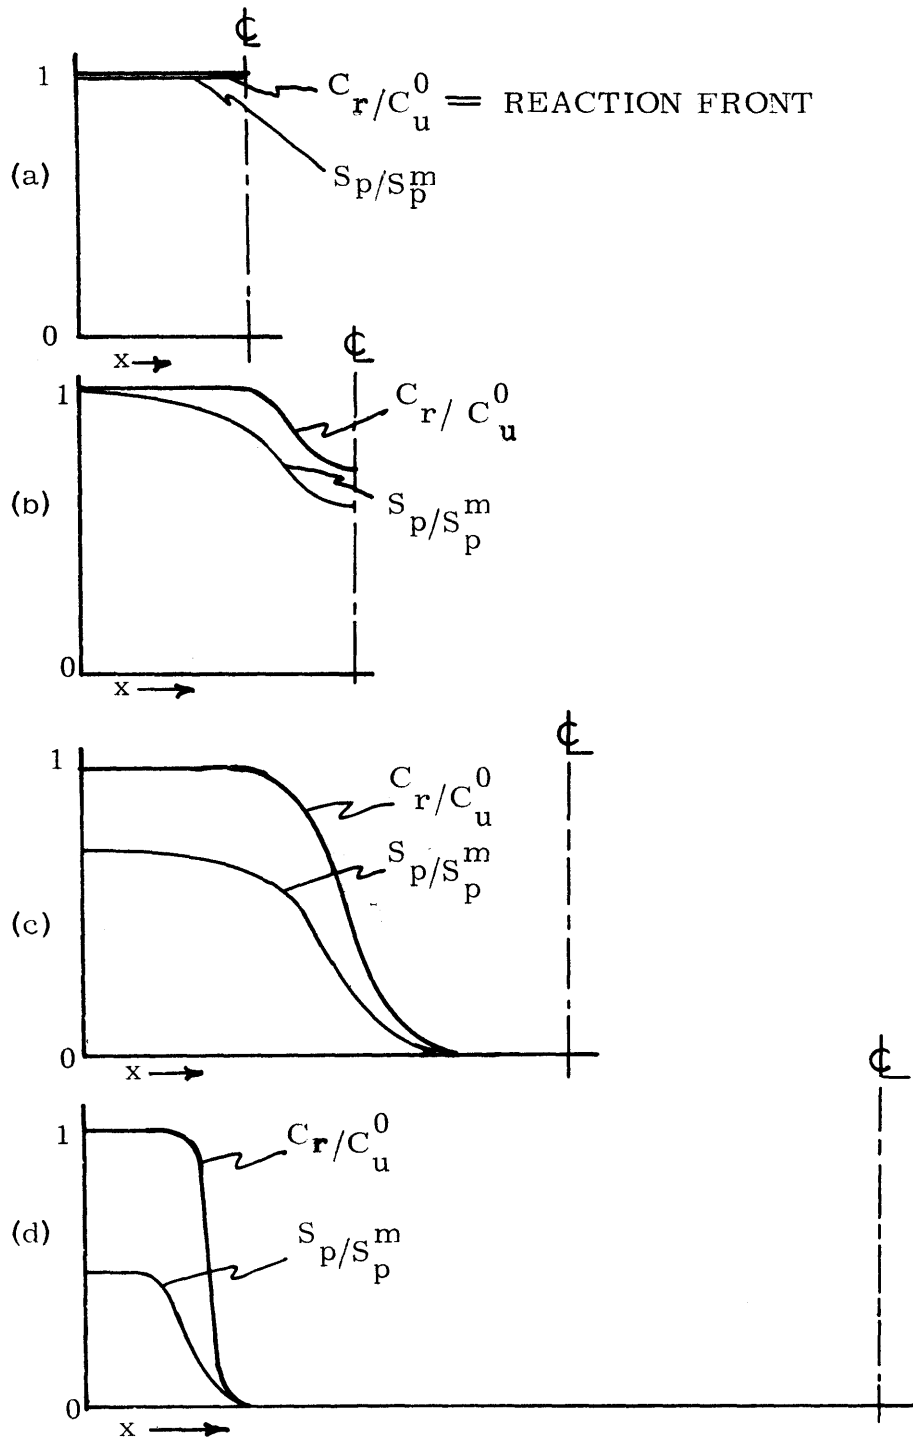 ℄
1
C_r/C_u^0 = REACTION FRONT
S_p/S_p^m
(a)
0
x
℄
1
C_r/C_u^0
S_p/S_p^m
(b)
0
x
℄
1
C_r/C_u^0
S_p/S_p^m
(c)
0
x
℄
1
C_r/C_u^0
S_p/S_p^m
(d)
0
x